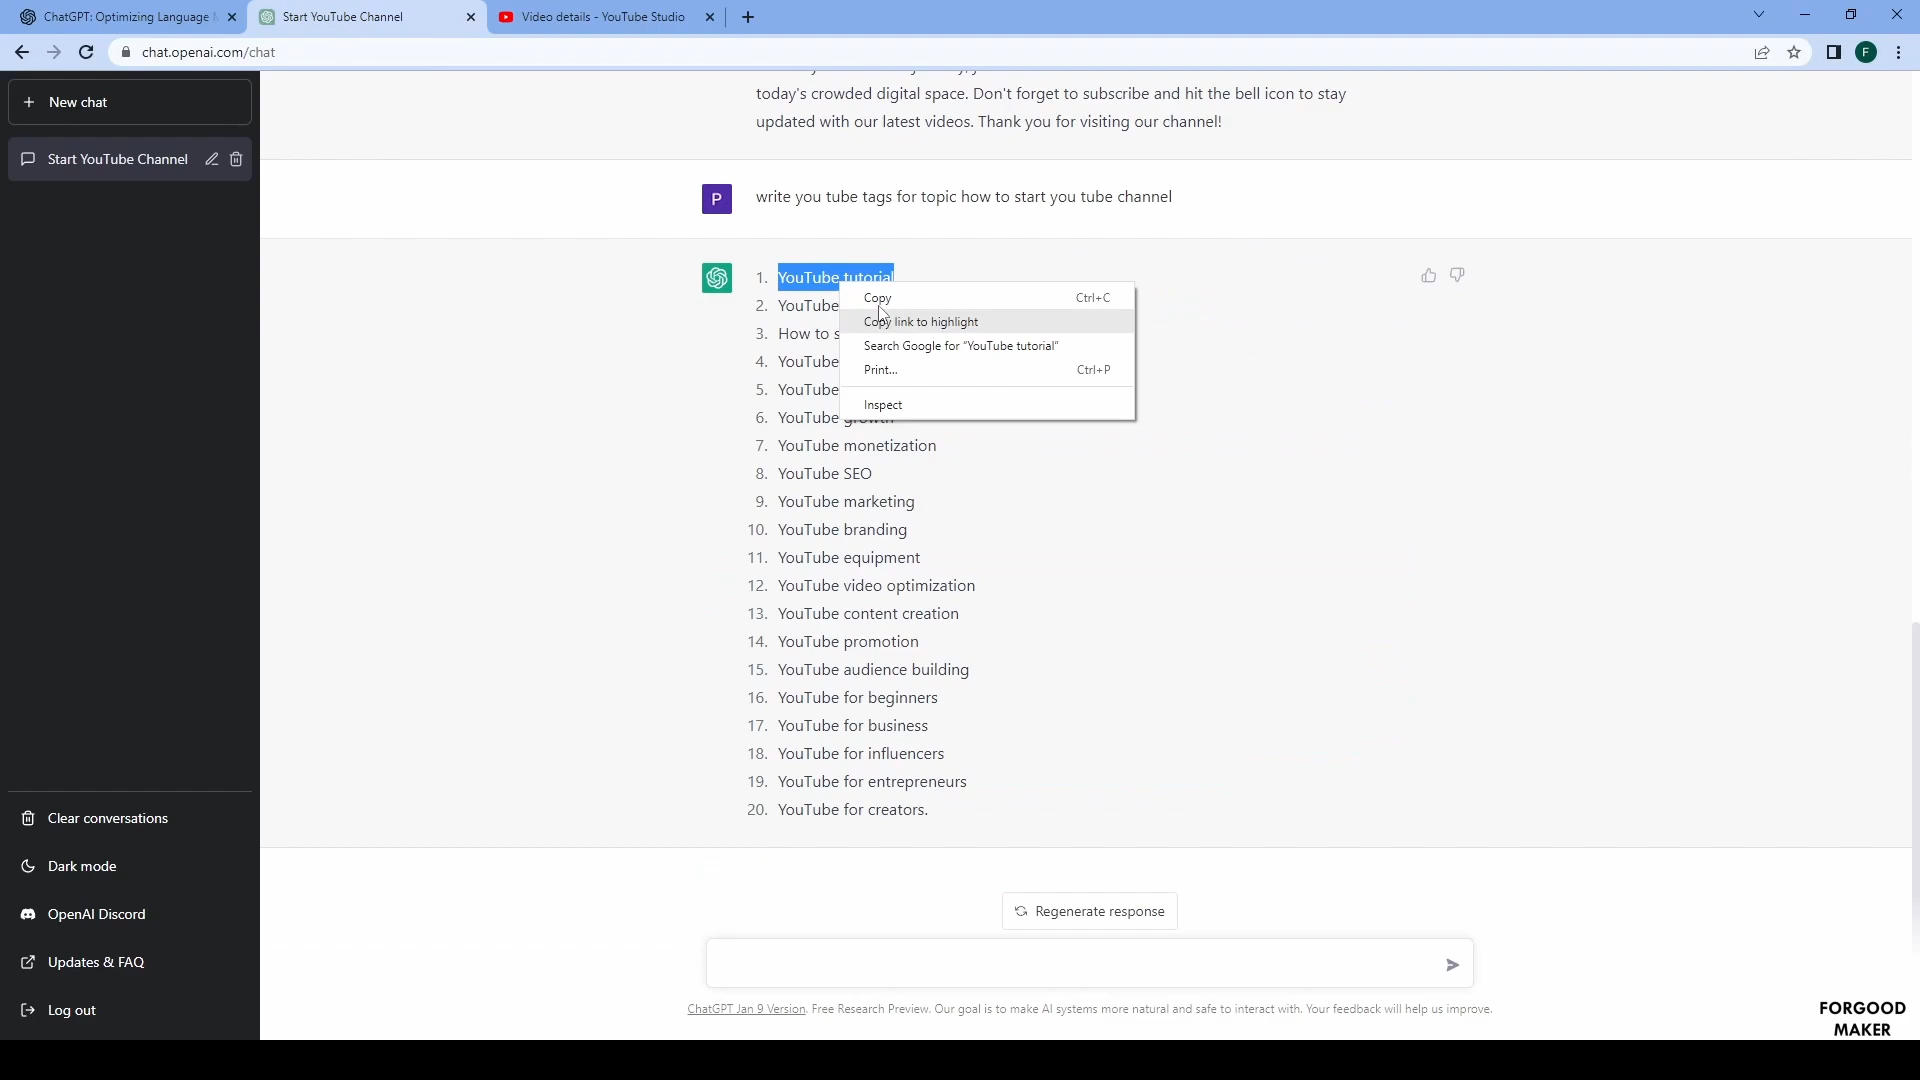 ChatGPT: Optimizing Language
Start YouTube Channel
Video details - YouTube Studio
chat.openai.com/chat
F
New chat
Start YouTube Channel
today's crowded digital space. Don't forget to subscribe and hit the bell icon to stay
updated with our latest videos. Thank you for visiting our channel!
P
write you tube tags for topic how to start you tube channel
1. YouTube tutorial
2. YouTube
3. How to s
4. YouTube
5. YouTube
6. YouTube growth
7. YouTube monetization
8. YouTube SEO
9. YouTube marketing
10. YouTube branding
11. YouTube equipment
12. YouTube video optimization
13. YouTube content creation
14. YouTube promotion
15. YouTube audience building
16. YouTube for beginners
17. YouTube for business
18. YouTube for influencers
19. YouTube for entrepreneurs
20. YouTube for creators.
Copy Ctrl+C
Copy link to highlight
Search Google for "YouTube tutorial"
Print... Ctrl+P
Inspect
Clear conversations
Dark mode
OpenAI Discord
Updates & FAQ
Log out
Regenerate response
ChatGPT Jan 9 Version. Free Research Preview. Our goal is to make AI systems more natural and safe to interact with. Your feedback will help us improve.
FORGOOD
MAKER